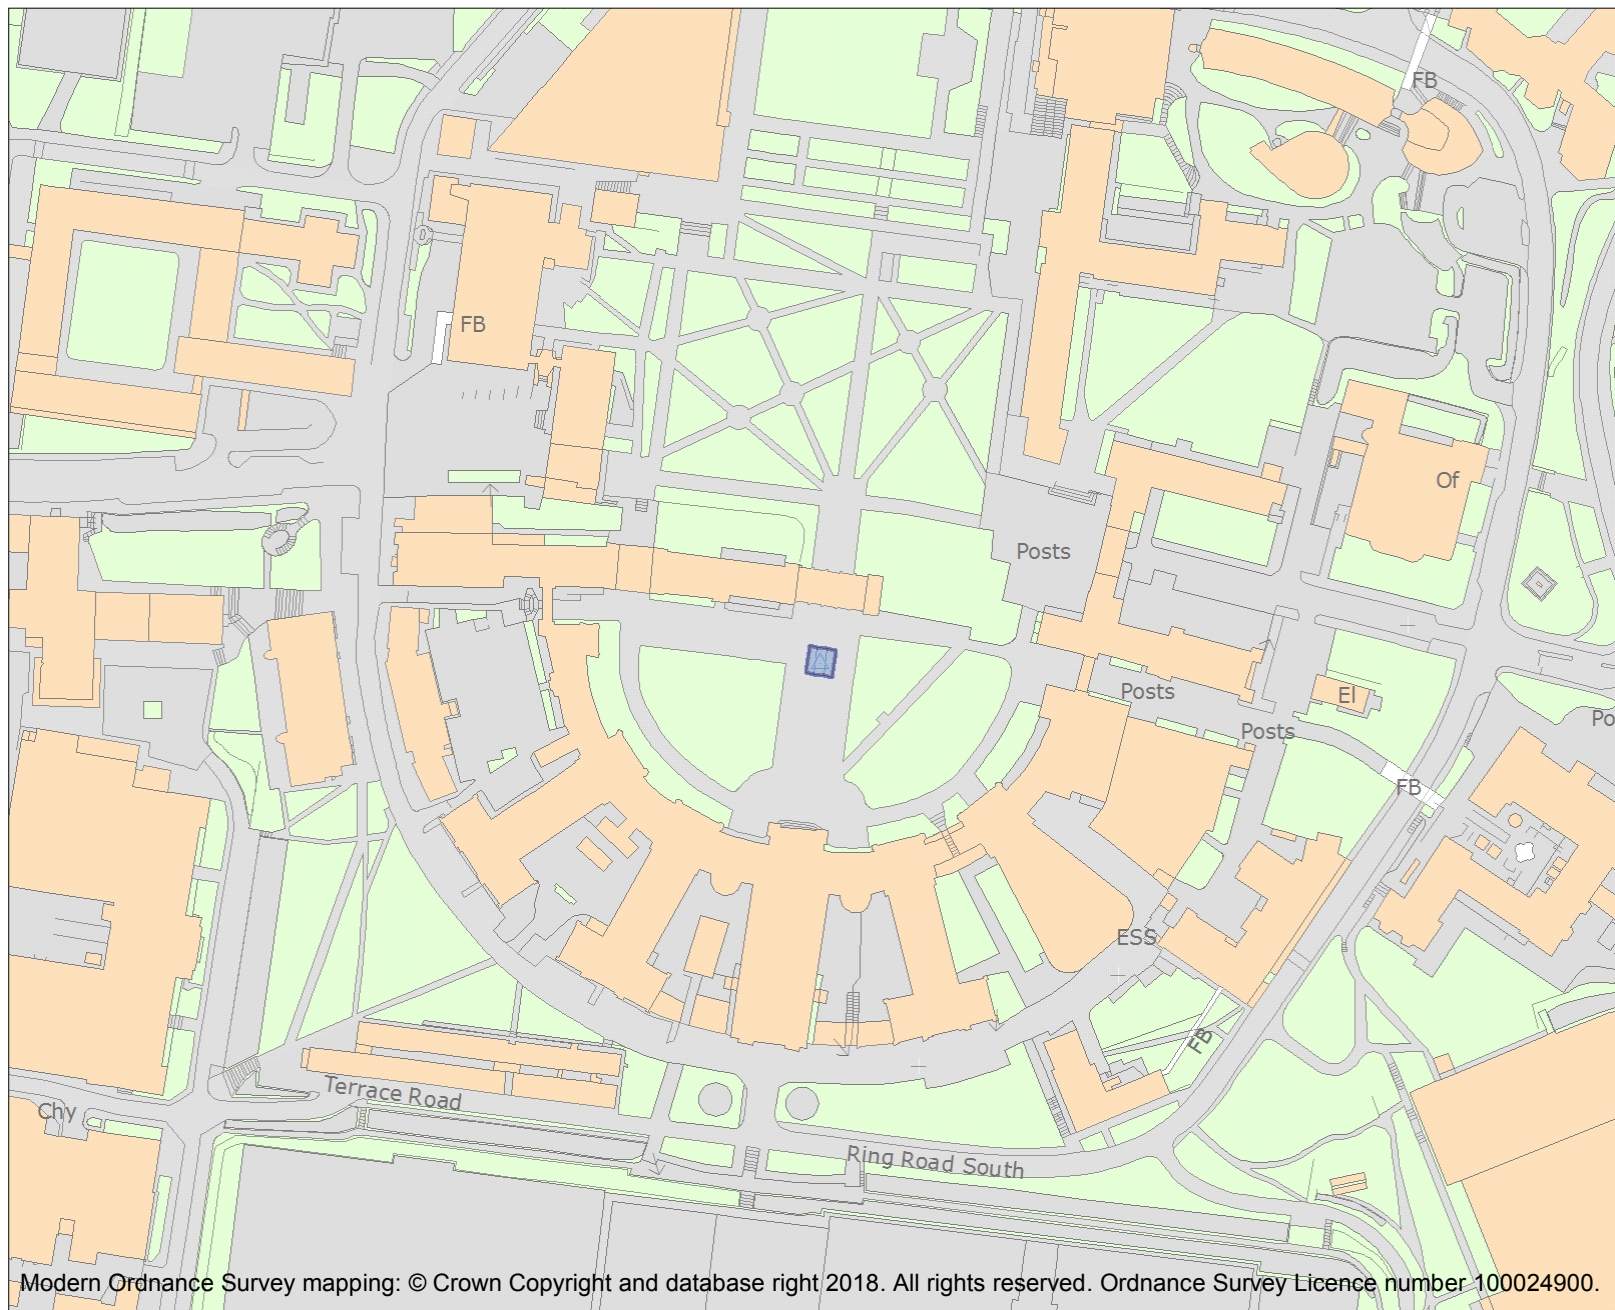 FB
FB
Of
Posts
Posts
El
Po
Posts
FB
ESS
FB
Terrace Road
Chy
Ring Road South
Modern Ordnance Survey mapping: © Crown Copyright and database right 2018. All rights reserved. Ordnance Survey Licence number 100024900.